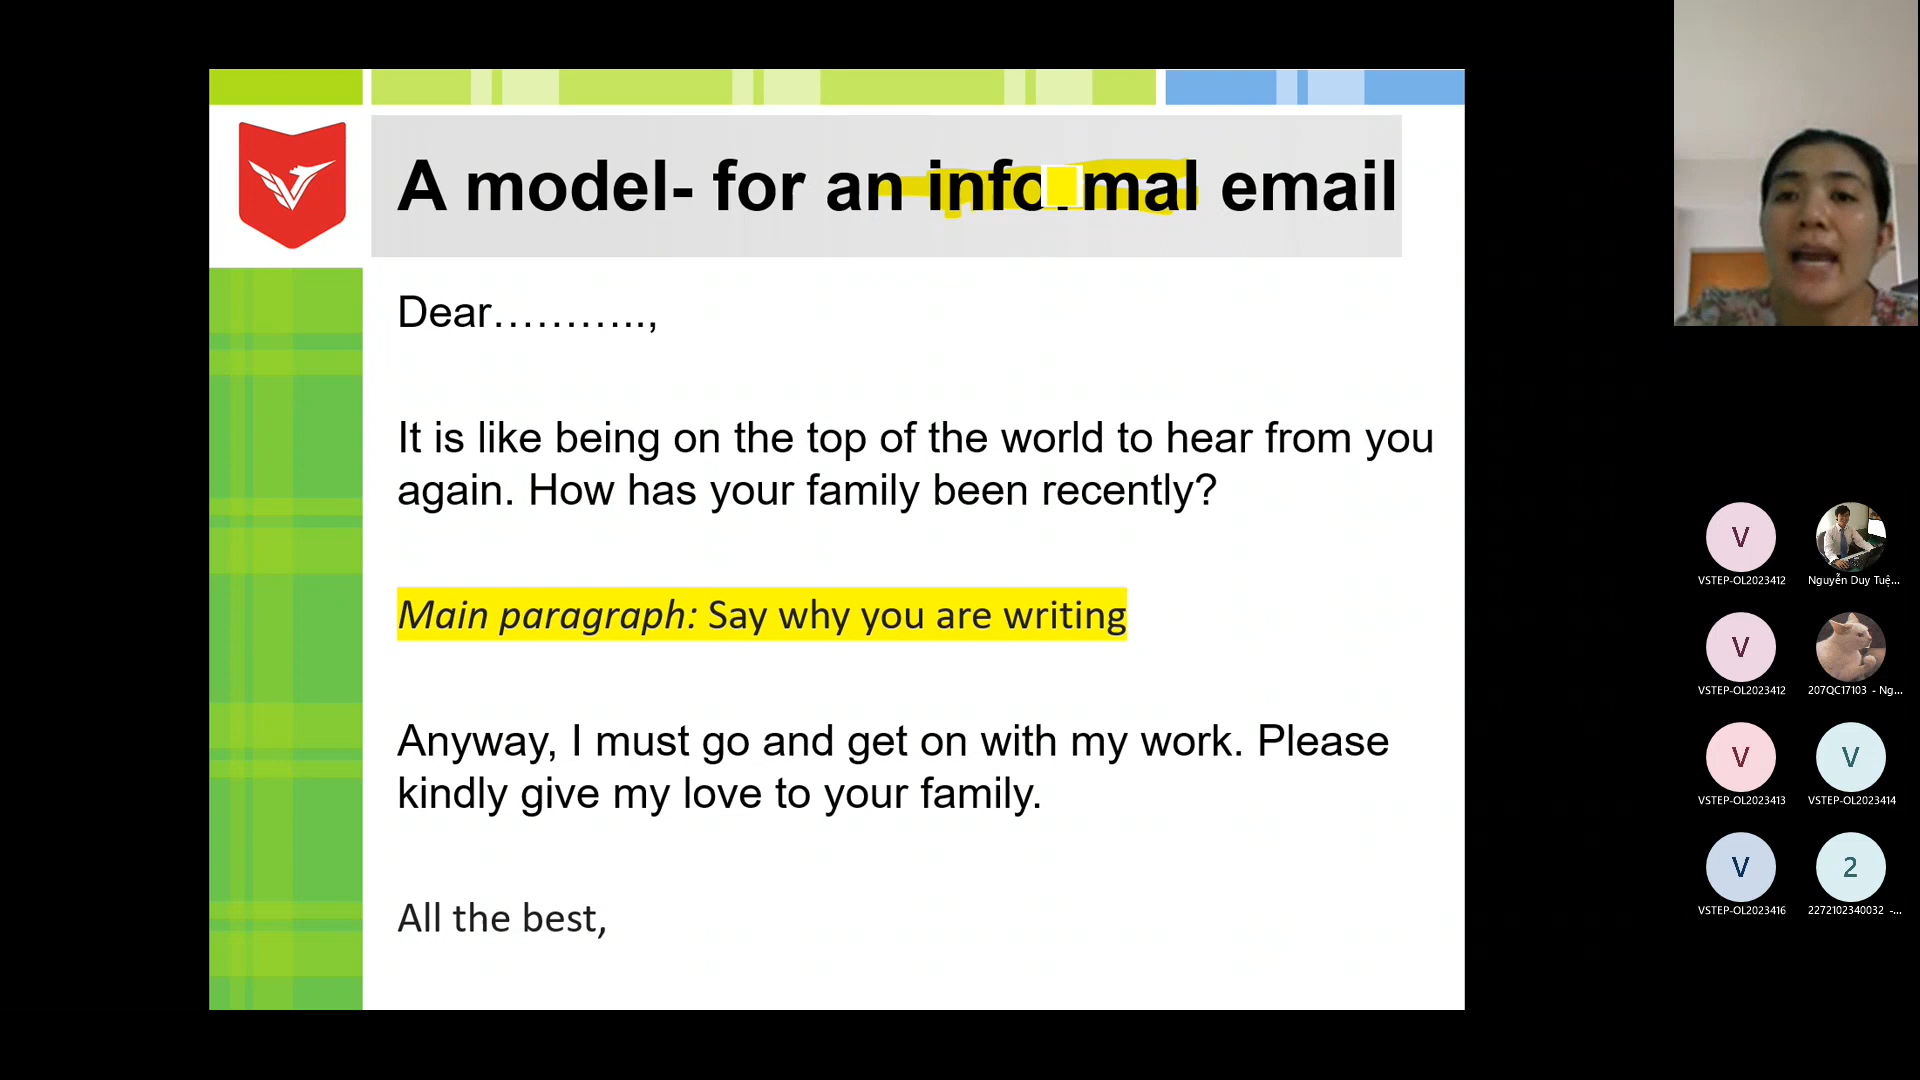 A model- for an informal email
Dear………..,
It is like being on the top of the world to hear from you
again. How has your family been recently?
Main paragraph: Say why you are writing
Anyway, I must go and get on with my work. Please
kindly give my love to your family.
All the best,
V
VSTEP-OL2023412
Nguyễn Duy Tuệ...
V
VSTEP-OL2023412
207QC17103 - Ng...
V
V
VSTEP-OL2023413
VSTEP-OL2023414
V
2
VSTEP-OL2023416
2272102340032 -...